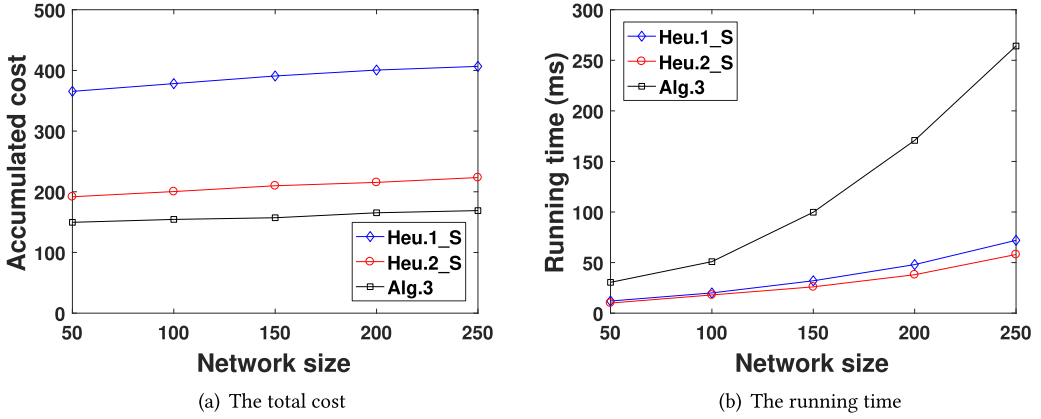 500
400
300
200
100
0
Accumulated cost
50 100 150 200 250
Network size
Heu.1_S
Heu.2_S
Alg.3
(a) The total cost
300
250
200
150
100
50
0
Running time (ms)
Heu.1_S
Heu.2_S
Alg.3
50 100 150 200 250
Network size
(b) The running time